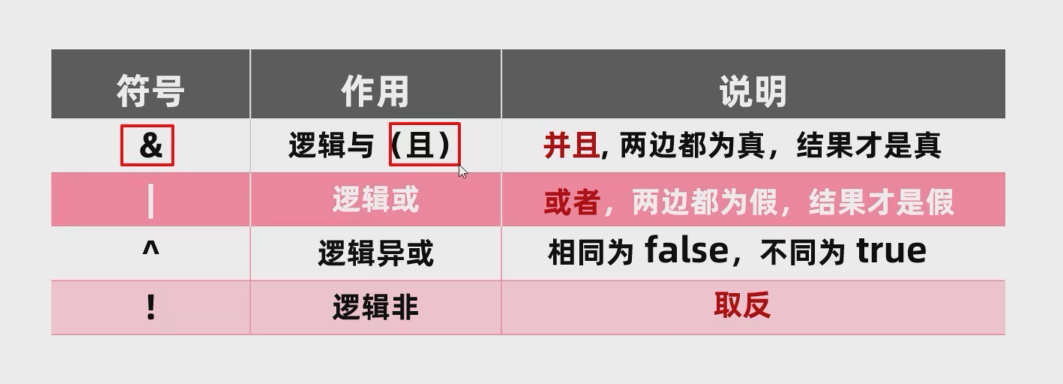 符号 作用 说明
& 逻辑与（且） 并且, 两边都为真，结果才是真
| 逻辑或 或者，两边都为假，结果才是假
^ 逻辑异或 相同为 false，不同为 true
! 逻辑非 取反